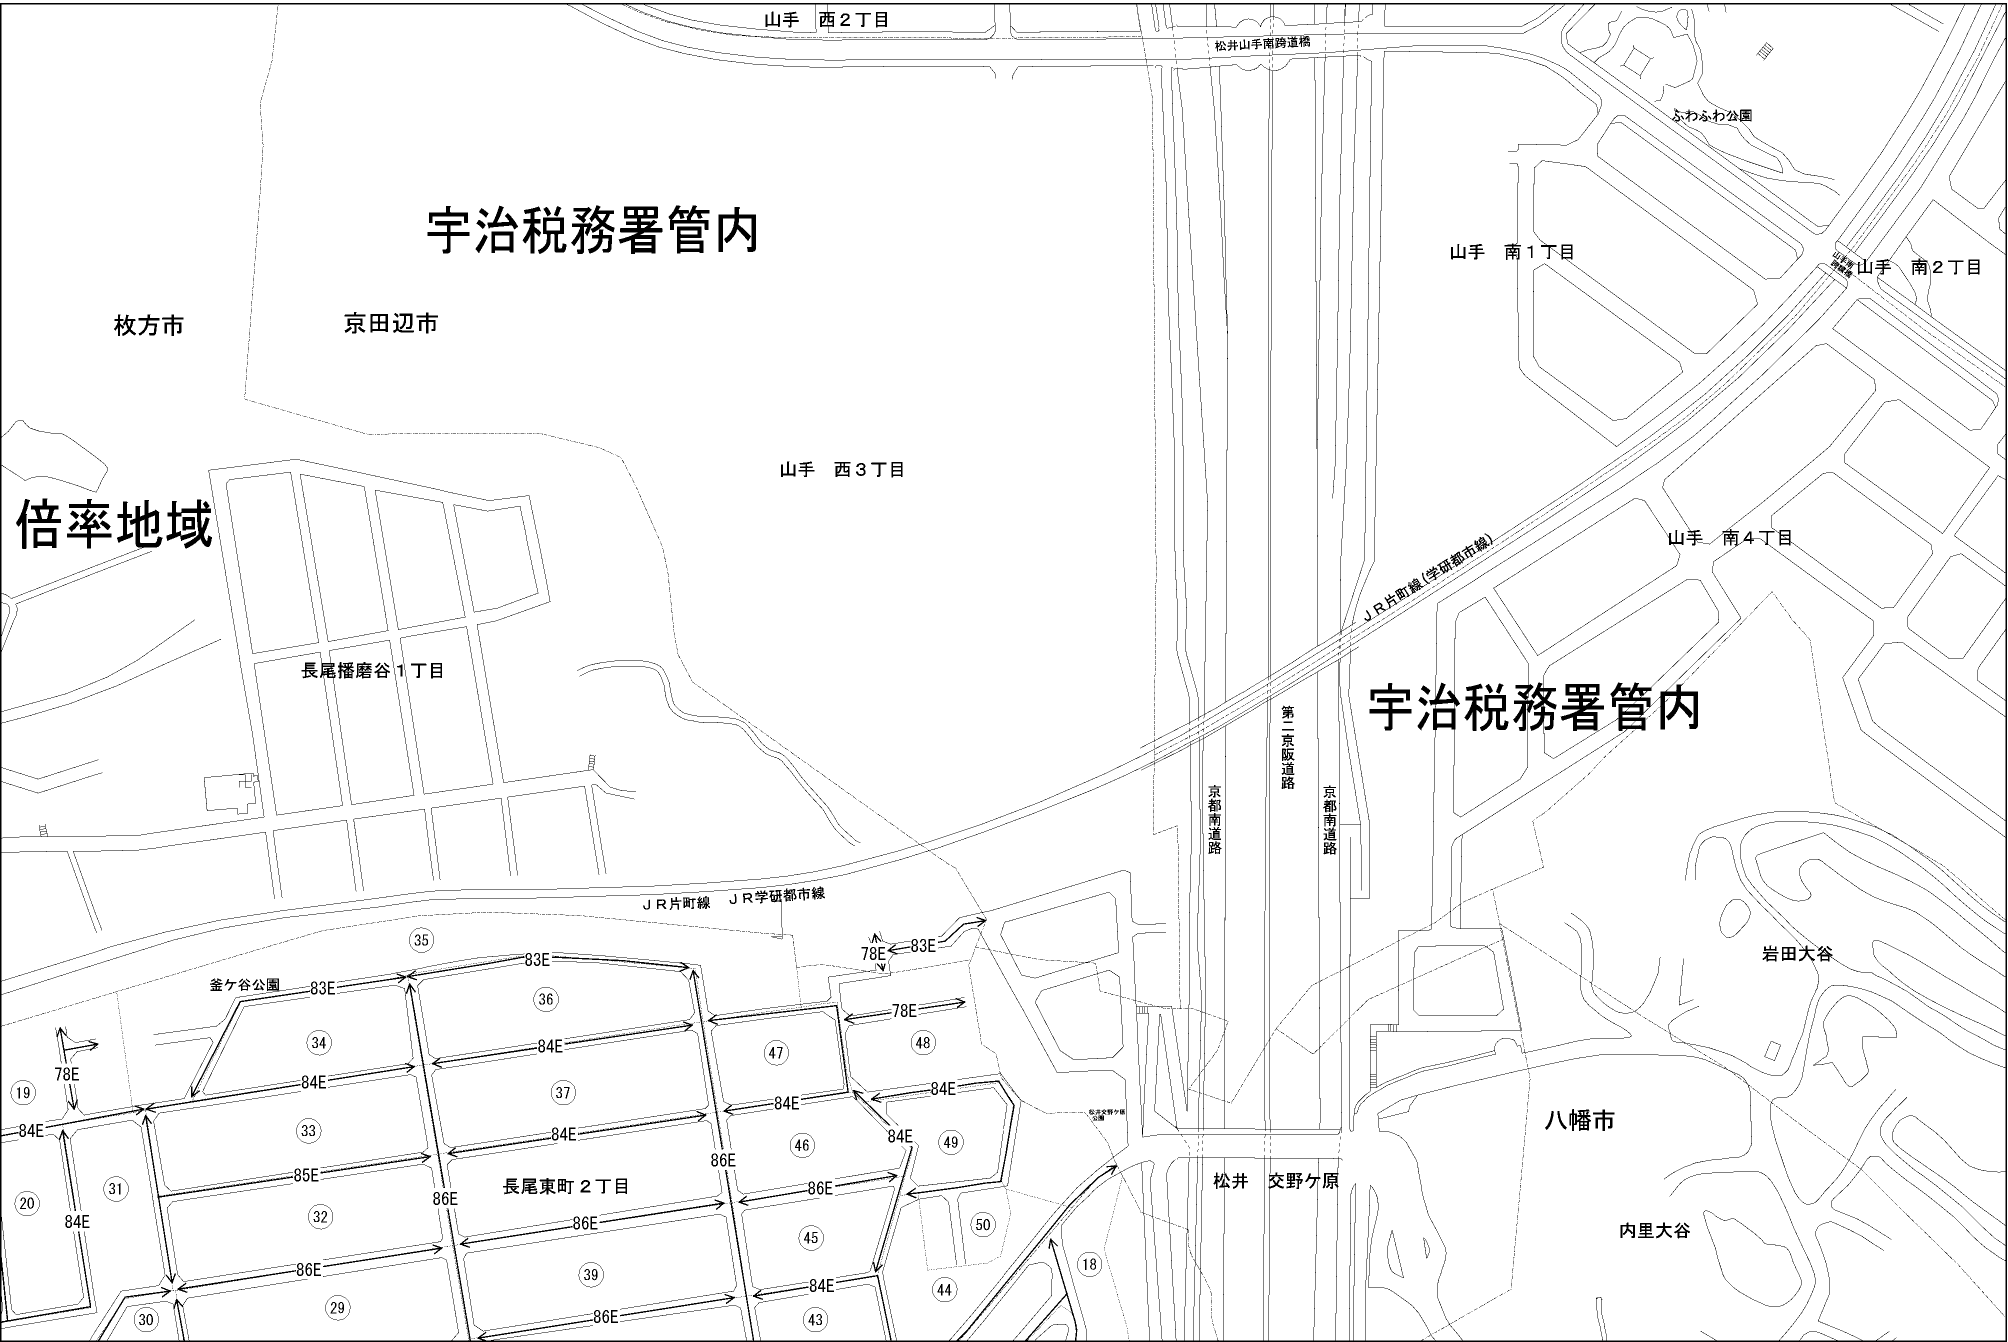 山手　西２丁目
松井山手南跨道橋
ふわふわ公園
宇治税務署管内
山手　南１丁目
山手　南２丁目
枚方市
京田辺市
山手　西３丁目
倍率地域
山手　南４丁目
ＪＲ片町線(学研都市線)
長尾播磨谷１丁目
宇治税務署管内
第二京阪道路
京都南道路
京都南道路
ＪＲ片町線　ＪＲ学研都市線
35
78E
83E
岩田大谷
83E
釜ケ谷公園
83E
36
78E
34
84E
47
48
78E
19
84E
37
84E
84E
84E
松井交野ケ原
公園
八幡市
84E
33
84E
84E
46
49
85E
86E
長尾東町２丁目
86E
86E
松井　交野ケ原
31
20
84E
32
86E
45
50
内里大谷
86E
39
84E
44
18
30
29
86E
43